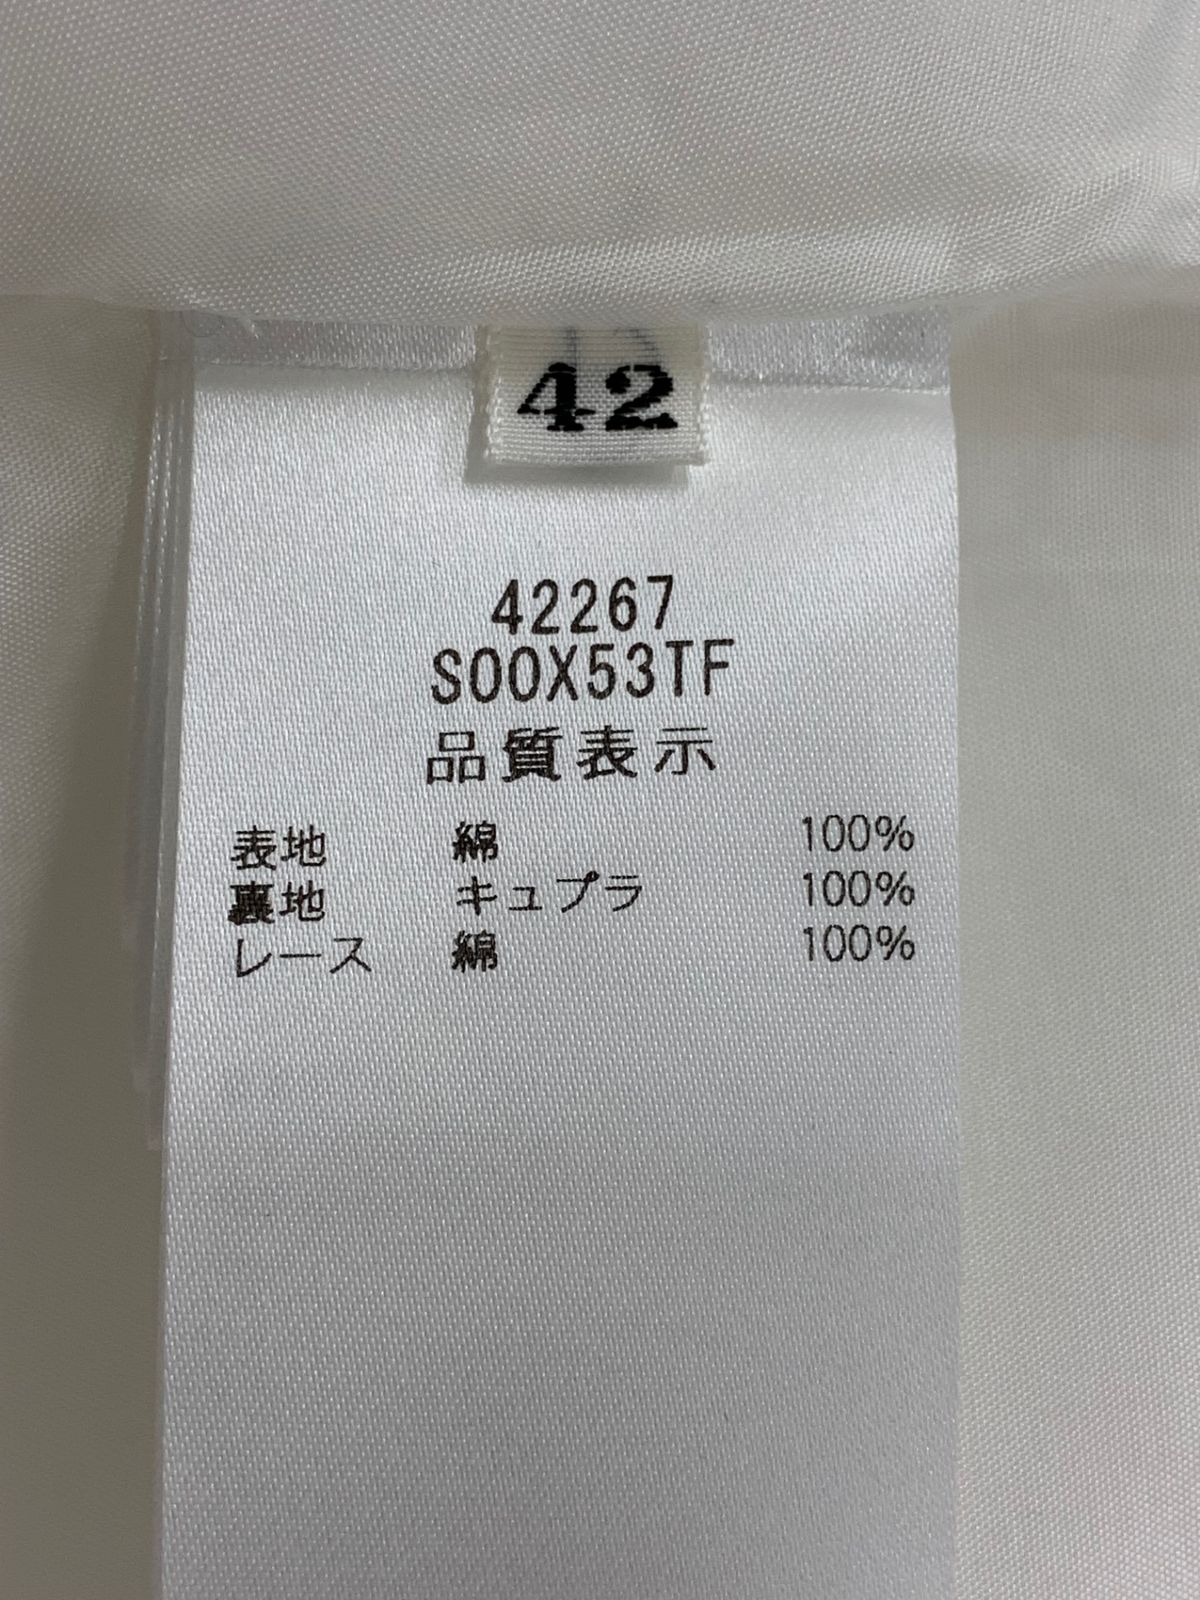 42
42267
S00X53TF
品質表示
表地 綿 100%
裏地 キュプラ 100%
レース 綿 100%